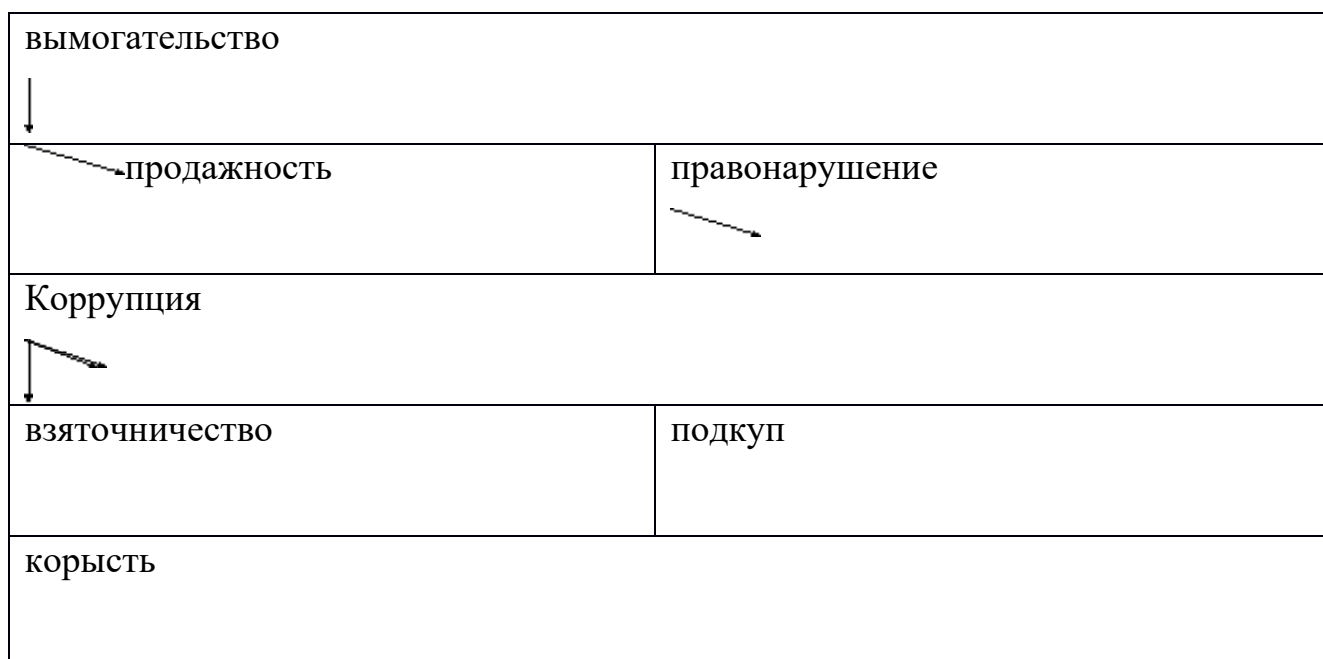 вымогательство
продажность
правонарушение
Коррупция
взяточничество
подкуп
корысть